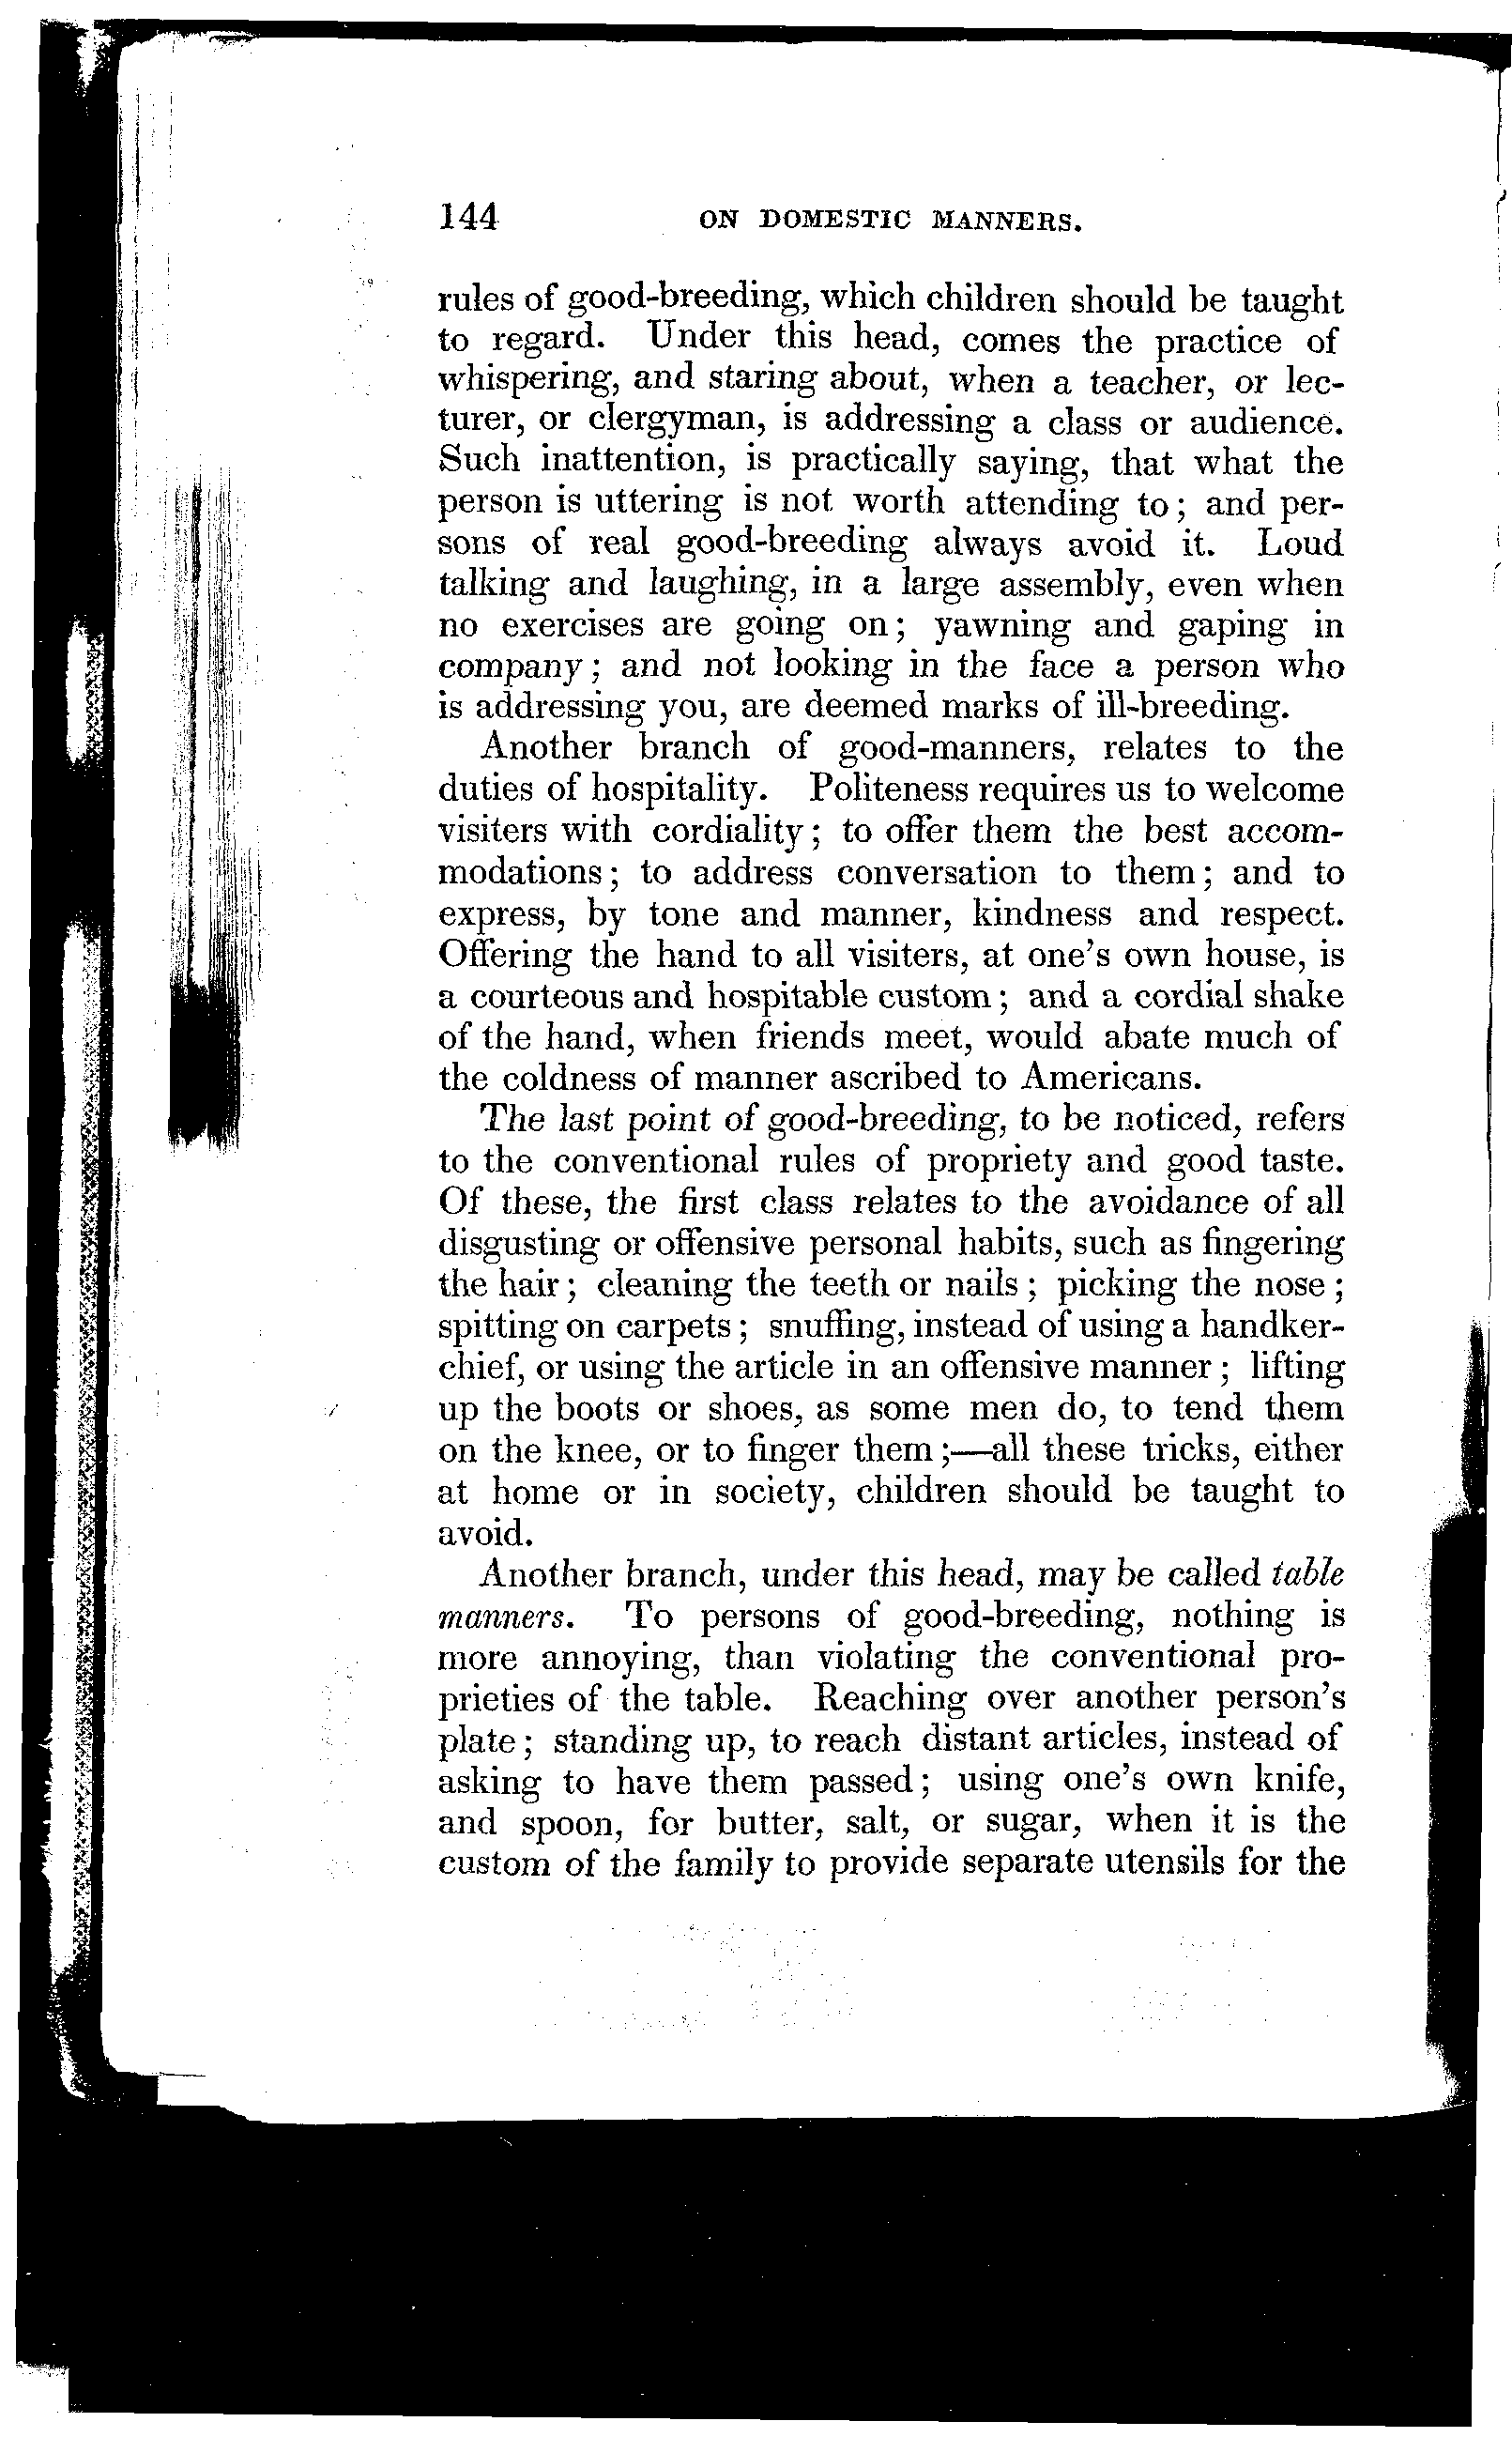 144 ON DOMESTIC MANNERS.
rules of good-breeding, which children should be taught
to regard. Under this head, comes the practice of
whispering, and staring about, when a teacher, or lec-
turer, or clergyman, is addressing a class or audience.
Such inattention, is practically saying, that what the
person is uttering is not worth attending to; and per-
sons of real good-breeding always avoid it. Loud
talking and laughing, in a large assembly, even when
no exercises are going on; yawning and gaping in
company; and not looking in the face a person who
is addressing you, are deemed marks of ill-breeding.
Another branch of good-manners, relates to the
duties of hospitality. Politeness requires us to welcome
visiters with cordiality; to offer them the best accom-
modations; to address conversation to them; and to
express, by tone and manner, kindness and respect.
Offering the hand to all visiters, at one's own house, is
a courteous and hospitable custom; and a cordial shake
of the hand, when friends meet, would abate much of
the coldness of manner ascribed to Americans.
The last point of good-breeding, to be noticed, refers
to the conventional rules of propriety and good taste.
Of these, the first class relates to the avoidance of all
disgusting or offensive personal habits, such as fingering
the hair; cleaning the teeth or nails; picking the nose;
spitting on carpets; snuffing, instead of using a handker-
chief, or using the article in an offensive manner; lifting
up the boots or shoes, as some men do, to tend them
on the knee, or to finger them;—all these tricks, either
at home or in society, children should be taught to
avoid.
Another branch, under this head, may be called table
manners. To persons of good-breeding, nothing is
more annoying, than violating the conventional pro-
prieties of the table. Reaching over another person's
plate; standing up, to reach distant articles, instead of
asking to have them passed; using one's own knife,
and spoon, for butter, salt, or sugar, when it is the
custom of the family to provide separate utensils for the